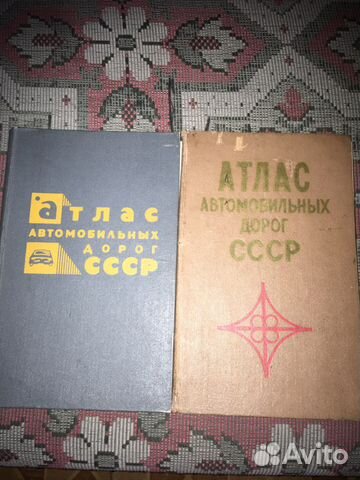 атлас
АВТОМОБИЛЬНЫХ
ДОРОГ
СССР
АТЛАС
АВТОМОБИЛЬНЫХ
ДОРОГ
СССР
Avito